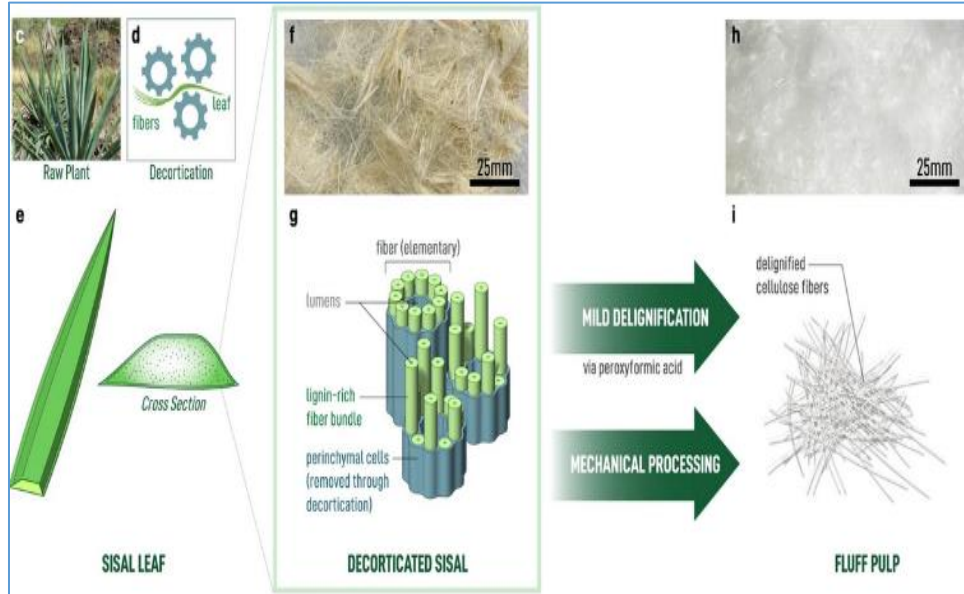 c
d
fibers
leaf
Raw Plant
Decortication
e
Cross Section
SISAL LEAF
f
25mm
g
fiber (elementary)
lumens
lignin-rich
fiber bundle
perinchymal cells
(removed through
decortication)
DECORTICATED SISAL
MILD DELIGNIFICATION
via peroxyformic acid
MECHANICAL PROCESSING
h
25mm
i
delignified
cellulose fibers
FLUFF PULP